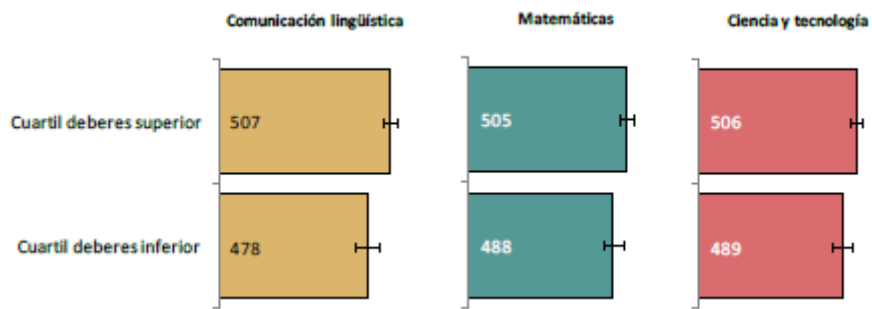 Comunicación lingüística Matemáticas Ciencia y tecnología
Cuartil deberes superior 507 505 506
Cuartil deberes inferior 478 488 489